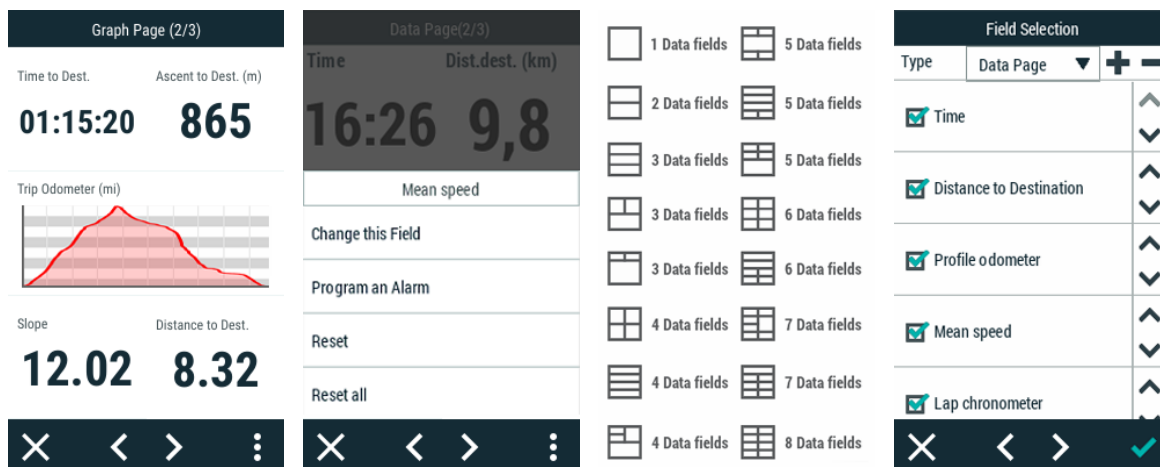 Graph Page (2/3)
Time to Dest. Ascent to Dest. (m)
01:15:20 865
Trip Odometer (mi)
Slope Distance to Dest.
12.02 8.32
Data Page(2/3)
Time Dist.dest. (km)
16:26 9,8
Mean speed
Change this Field
Program an Alarm
Reset
Reset all
1 Data fields 5 Data fields
2 Data fields 5 Data fields
3 Data fields 5 Data fields
3 Data fields 6 Data fields
3 Data fields 6 Data fields
4 Data fields 7 Data fields
4 Data fields 7 Data fields
4 Data fields 8 Data fields
Field Selection
Type Data Page
Time
Distance to Destination
Profile odometer
Mean speed
Lap chronometer